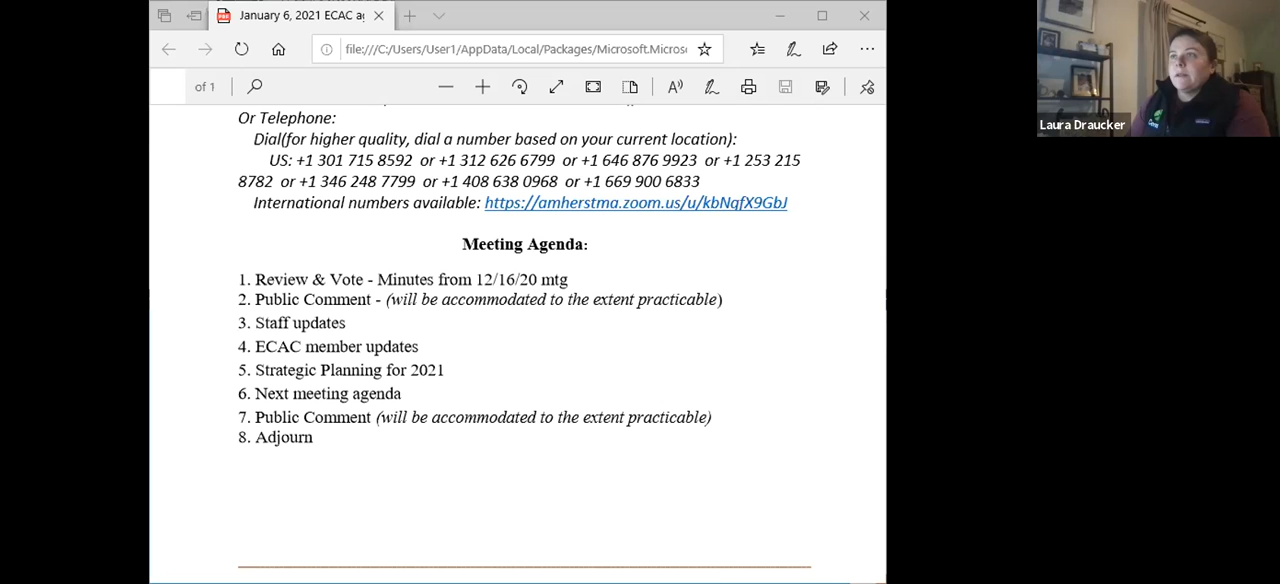 January 6, 2021 ECAC ag
file:///C:/Users/User1/AppData/Local/Packages/Microsoft.Micros
of 1
Or Telephone:
Dial(for higher quality, dial a number based on your current location):
US: +1 301 715 8592 or +1 312 626 6799 or +1 646 876 9923 or +1 253 215
8782 or +1 346 248 7799 or +1 408 638 0968 or +1 669 900 6833
International numbers available: https://amherstma.zoom.us/u/kbNqfX9GbJ
Meeting Agenda:
1. Review & Vote - Minutes from 12/16/20 mtg
2. Public Comment - (will be accommodated to the extent practicable)
3. Staff updates
4. ECAC member updates
5. Strategic Planning for 2021
6. Next meeting agenda
7. Public Comment (will be accommodated to the extent practicable)
8. Adjourn
Laura Draucker